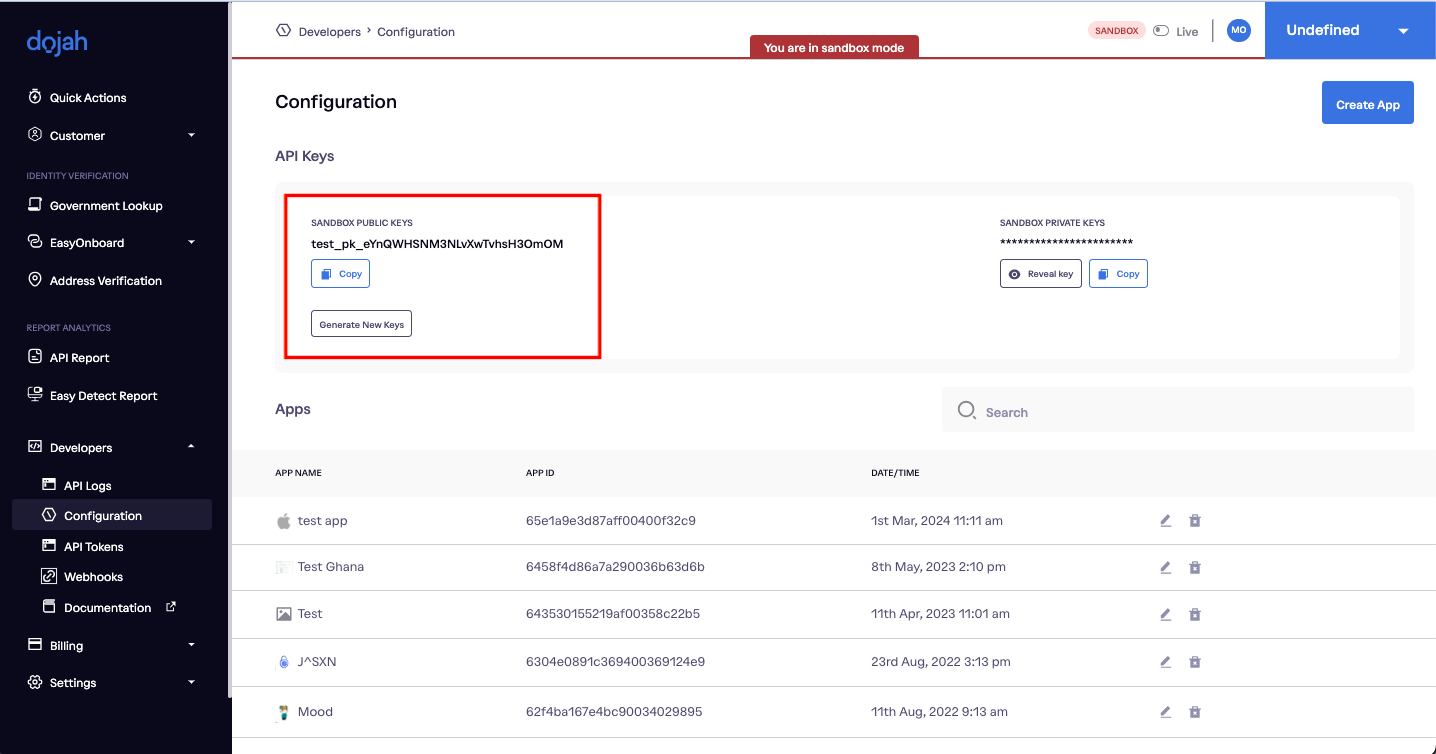 dojah
Quick Actions
Customer
IDENTITY VERIFICATION
Government Lookup
EasyOnboard
Address Verification
REPORT ANALYTICS
API Report
Easy Detect Report
Developers
API Logs
Configuration
API Tokens
Webhooks
Documentation
Billing
Settings
Developers › Configuration
SANDBOX Live MO Undefined
You are in sandbox mode
Configuration
Create App
API Keys
SANDBOX PUBLIC KEYS
test_pk_eYnQWHSNM3NLvXwTvhsH3OmOM
Copy
Generate New Keys
SANDBOX PRIVATE KEYS
***********************
Reveal key Copy
Apps
Search
APP NAME APP ID DATE/TIME
test app 65e1a9e3d87aff00400f32c9 1st Mar, 2024 11:11 am
Test Ghana 6458f4d86a7a290036b63d6b 8th May, 2023 2:10 pm
Test 643530155219af00358c22b5 11th Apr, 2023 11:01 am
J^SXN 6304e0891c369400369124e9 23rd Aug, 2022 3:13 pm
Mood 62f4ba167e4bc90034029895 11th Aug, 2022 9:13 am